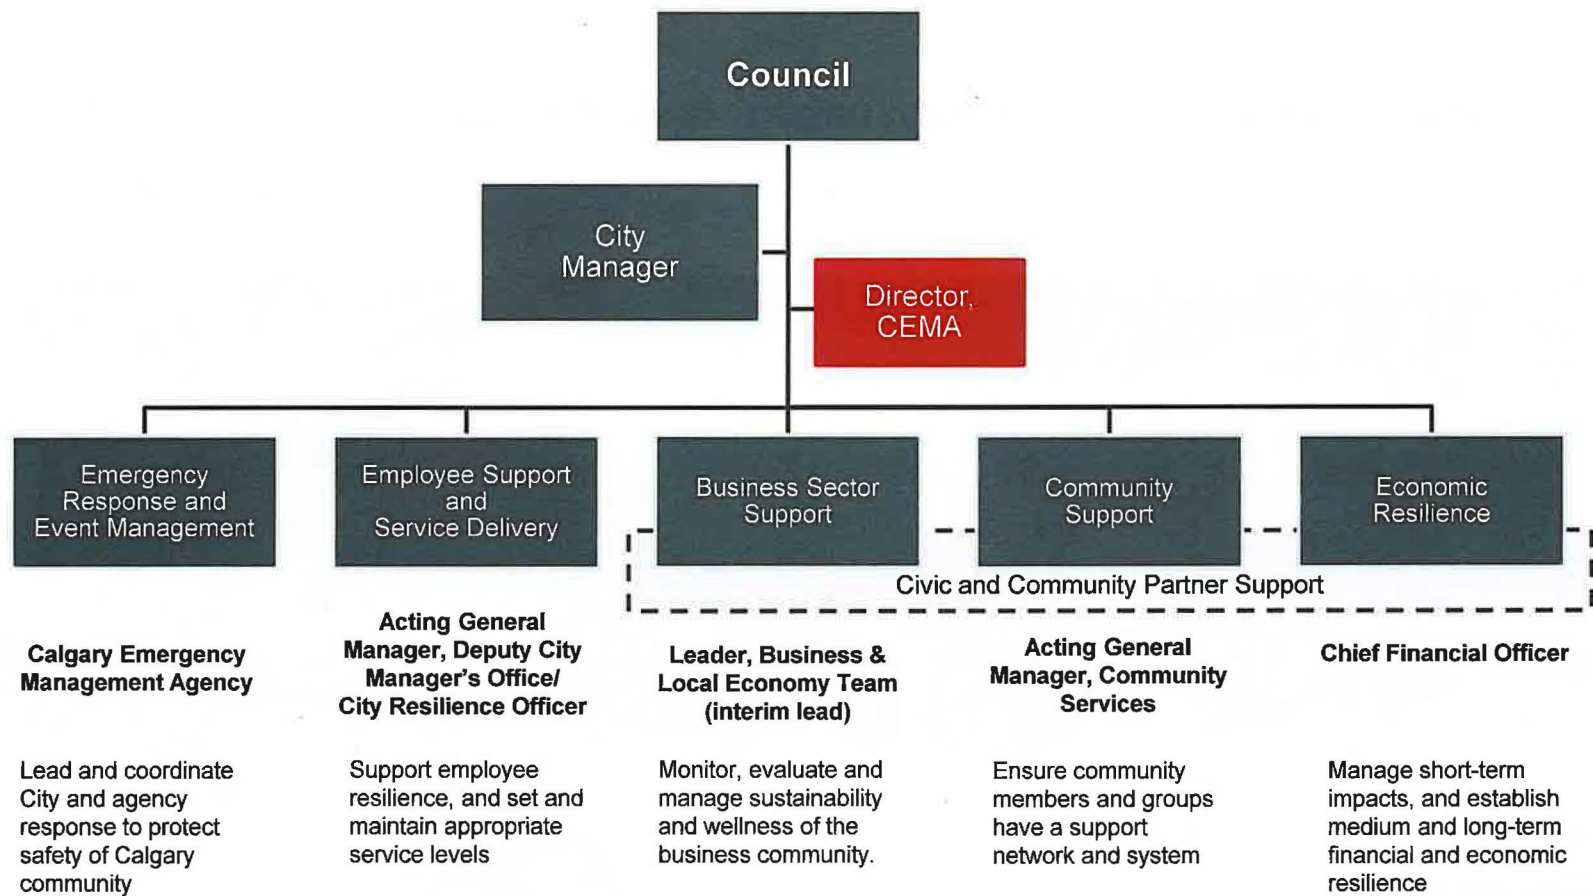 Council
City
Manager
Director,
CEMA
Emergency
Response and
Event Management
Employee Support
and
Service Delivery
Business Sector
Support
Community
Support
Economic
Resilience
Civic and Community Partner Support
Calgary Emergency
Management Agency
Acting General
Manager, Deputy City
Manager's Office/
City Resilience Officer
Leader, Business &
Local Economy Team
(interim lead)
Acting General
Manager, Community
Services
Chief Financial Officer
Lead and coordinate
City and agency
response to protect
safety of Calgary
community
Support employee
resilience, and set and
maintain appropriate
service levels
Monitor, evaluate and
manage sustainability
and wellness of the
business community.
Ensure community
members and groups
have a support
network and system
Manage short-term
impacts, and establish
medium and long-term
financial and economic
resilience